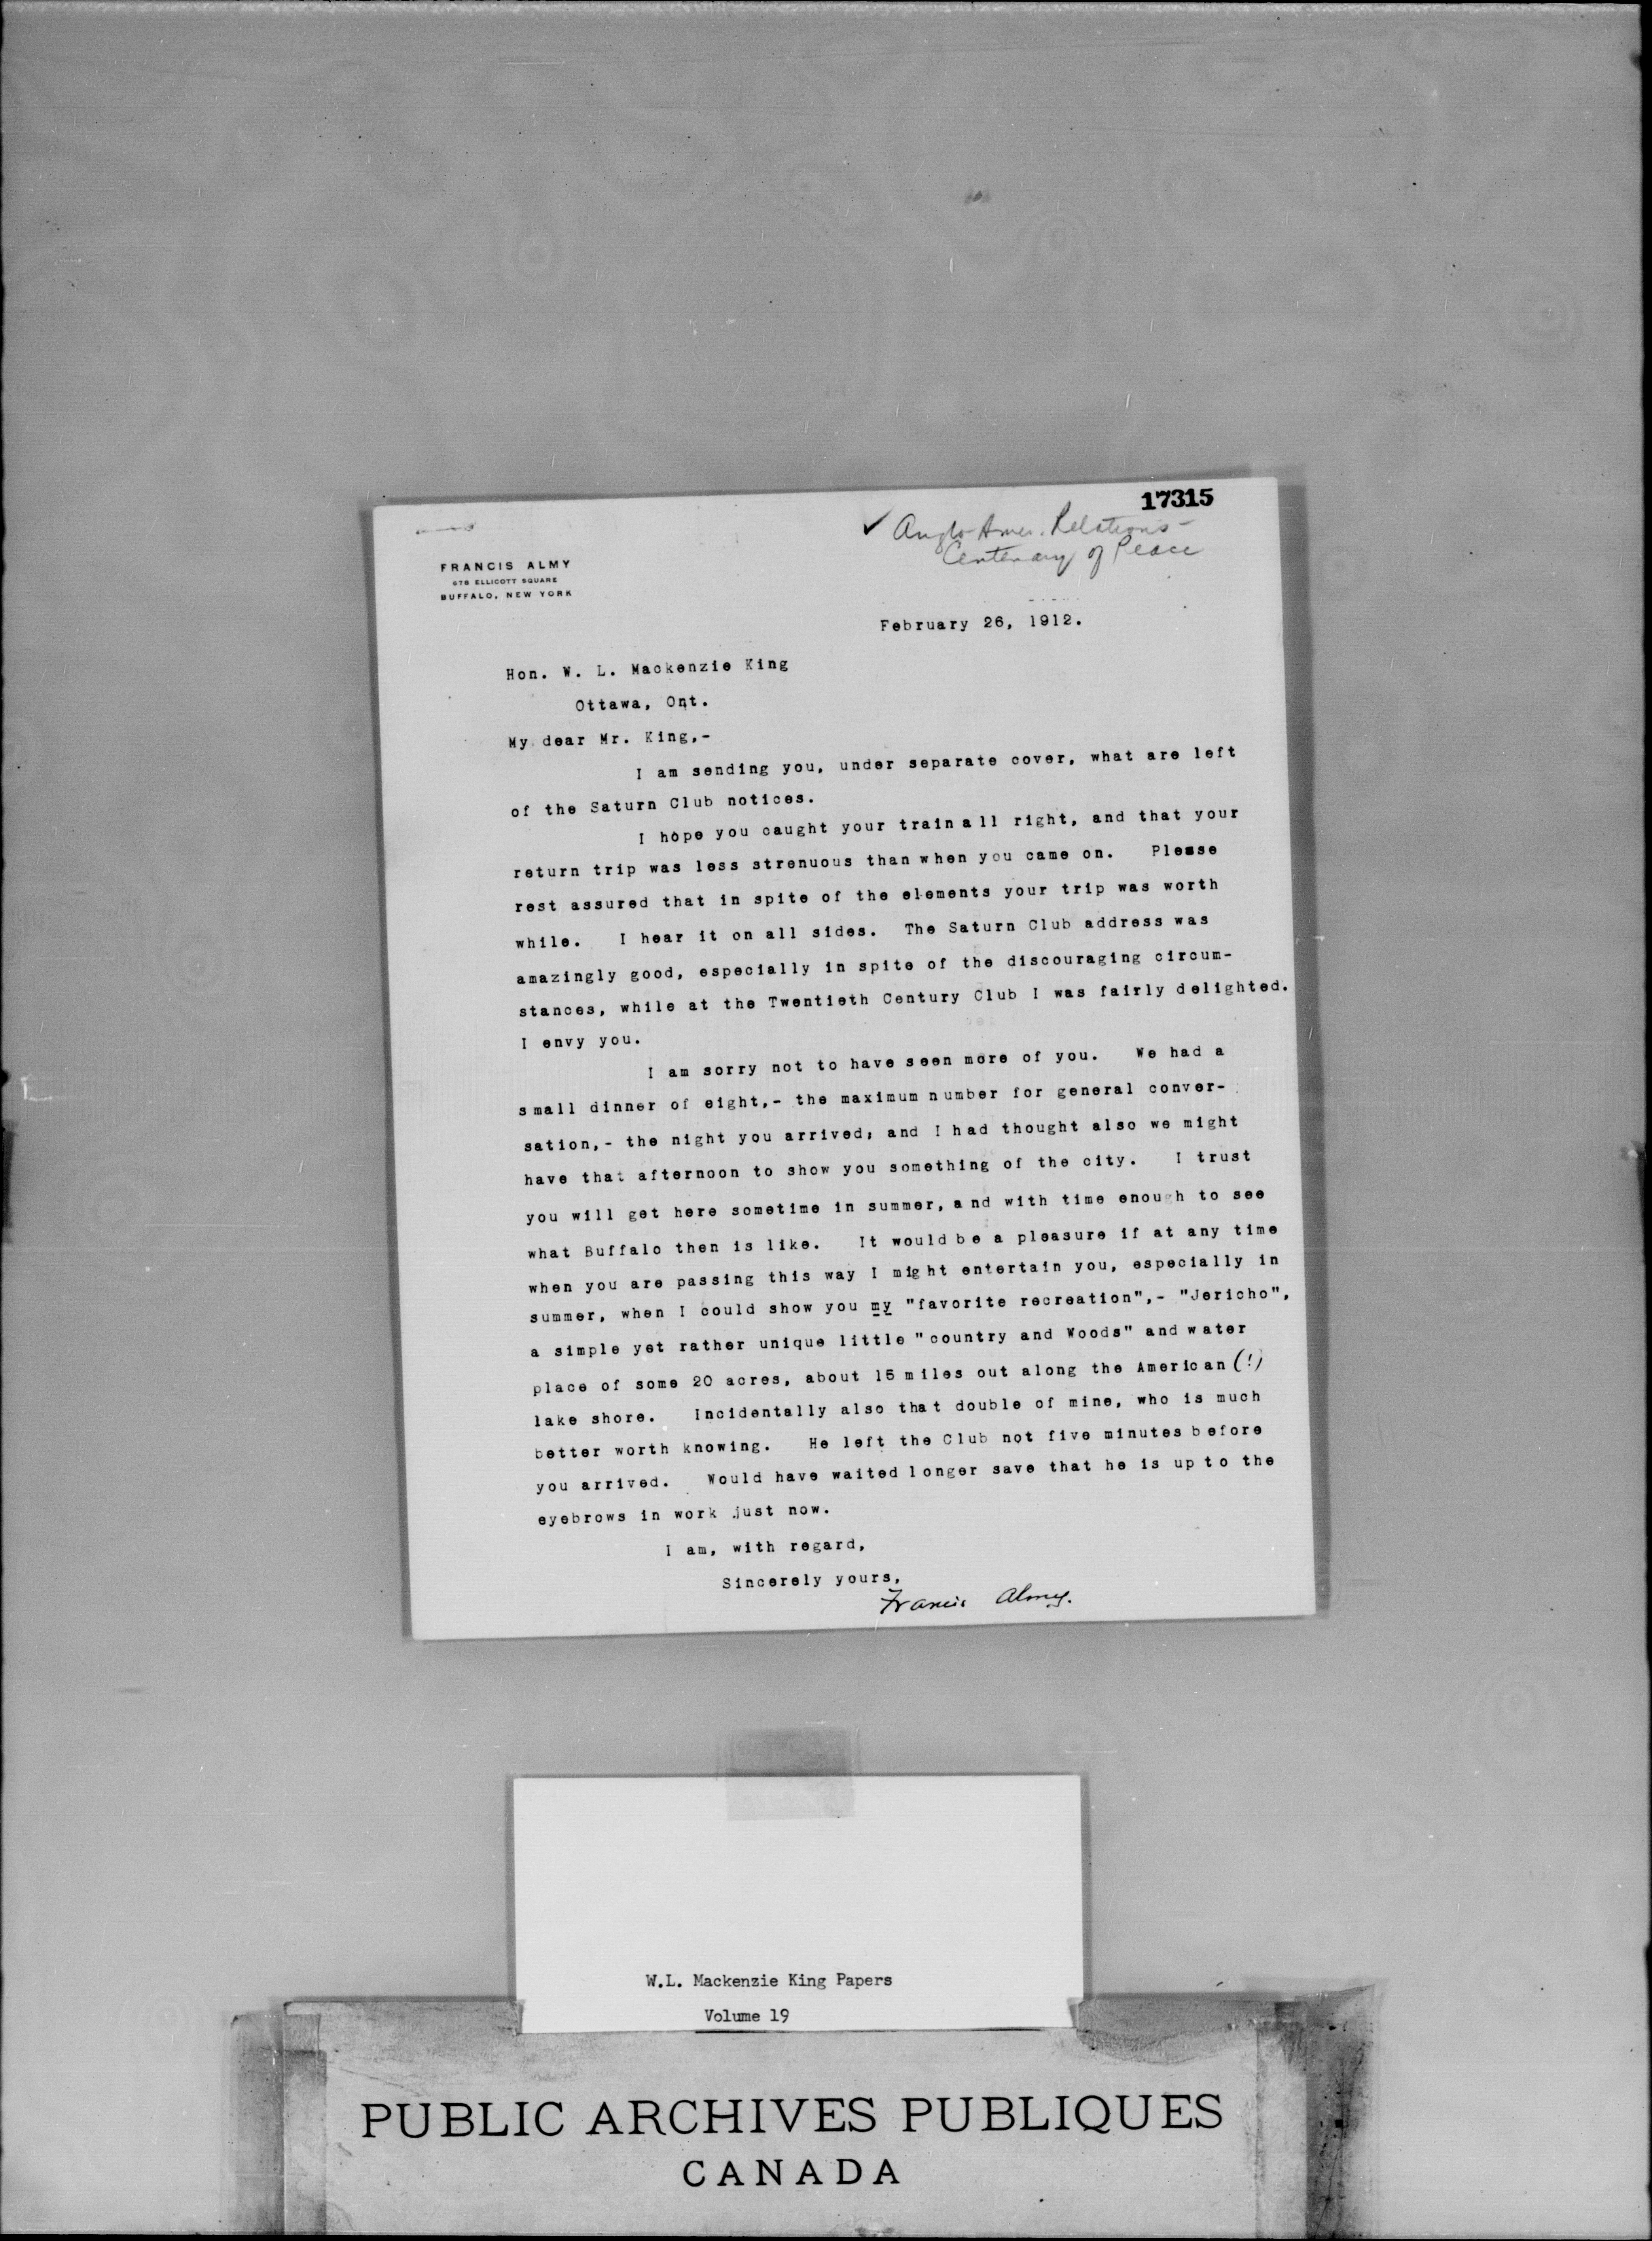 17315
✓ Anglo-Amer. Relations -
Centenary of Peace
FRANCIS ALMY
676 ELLICOTT SQUARE
BUFFALO, NEW YORK
February 26, 1912.
Hon. W. L. Mackenzie King
Ottawa, Ont.
My dear Mr. King,-
I am sending you, under separate cover, what are left
of the Saturn Club notices.
I hope you caught your train all right, and that your
return trip was less strenuous than when you came on. Please
rest assured that in spite of the elements your trip was worth
while. I hear it on all sides. The Saturn Club address was
amazingly good, especially in spite of the discouraging circum-
stances, while at the Twentieth Century Club I was fairly delighted.
I envy you.
I am sorry not to have seen more of you. We had a
small dinner of eight,- the maximum number for general conver-
sation,- the night you arrived; and I had thought also we might
have that afternoon to show you something of the city. I trust
you will get here sometime in summer, and with time enough to see
what Buffalo then is like. It would be a pleasure if at any time
when you are passing this way I might entertain you, especially in
summer, when I could show you my "favorite recreation",- "Jericho",
a simple yet rather unique little "country and Woods" and water
place of some 20 acres, about 15 miles out along the American (!)
lake shore. Incidentally also that double of mine, who is much
better worth knowing. He left the Club not five minutes before
you arrived. Would have waited longer save that he is up to the
eyebrows in work just now.
I am, with regard,
Sincerely yours,
Francis Almy.
W.L. Mackenzie King Papers
Volume 19
PUBLIC ARCHIVES PUBLIQUES
CANADA